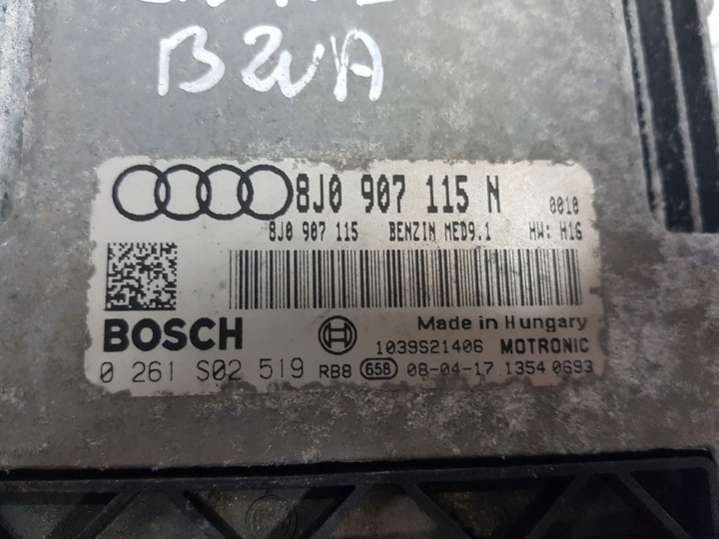 BWA
8J0 907 115 N 0010
8J0 907 115 BENZIN MED9.1 HW: H16
BOSCH Made in Hungary
1039S21406 MOTRONIC
0 261 S02 519 RB8 658 08-04-17 1354 0693